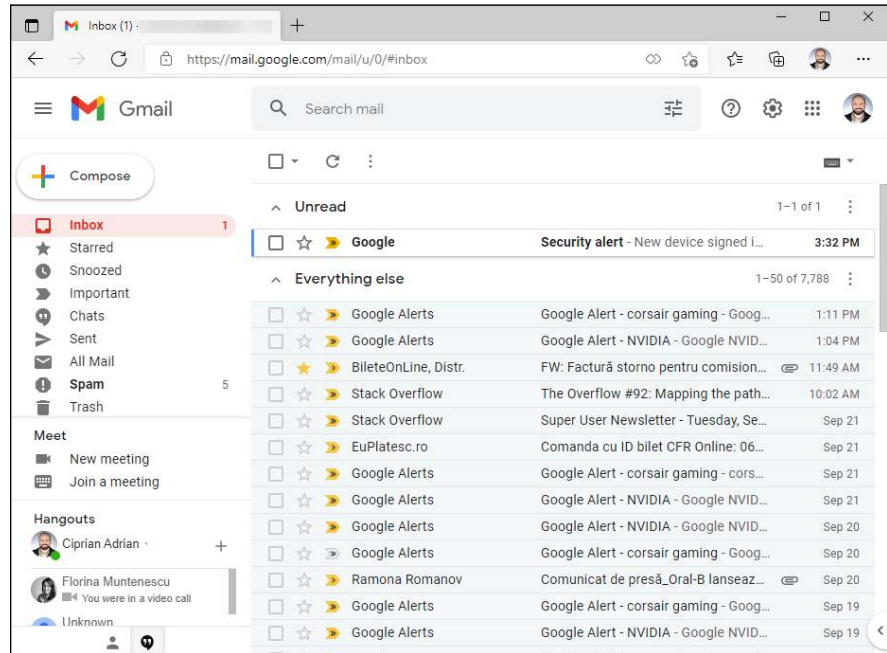 Inbox (1) -
https://mail.google.com/mail/u/0/#inbox
Gmail
Search mail
Compose
Inbox 1
Starred
Snoozed
Important
Chats
Sent
All Mail
Spam 5
Trash
Meet
New meeting
Join a meeting
Hangouts
Ciprian Adrian
Florina Muntenescu
You were in a video call
Unknown
Unread 1–1 of 1
Google Security alert - New device signed i... 3:32 PM
Everything else 1–50 of 7,788
Google Alerts Google Alert - corsair gaming - Goog... 1:11 PM
Google Alerts Google Alert - NVIDIA - Google NVID... 1:04 PM
BileteOnLine, Distr. FW: Factură storno pentru comision... 11:49 AM
Stack Overflow The Overflow #92: Mapping the path... 10:02 AM
Stack Overflow Super User Newsletter - Tuesday, Se... Sep 21
EuPlatesc.ro Comanda cu ID bilet CFR Online: 06... Sep 21
Google Alerts Google Alert - corsair gaming - cors... Sep 21
Google Alerts Google Alert - NVIDIA - Google NVID... Sep 21
Google Alerts Google Alert - NVIDIA - Google NVID... Sep 20
Google Alerts Google Alert - corsair gaming - Goog... Sep 20
Ramona Romanov Comunicat de presă_Oral-B lanseaz... Sep 20
Google Alerts Google Alert - corsair gaming - Goog... Sep 19
Google Alerts Google Alert - NVIDIA - Google NVID... Sep 19